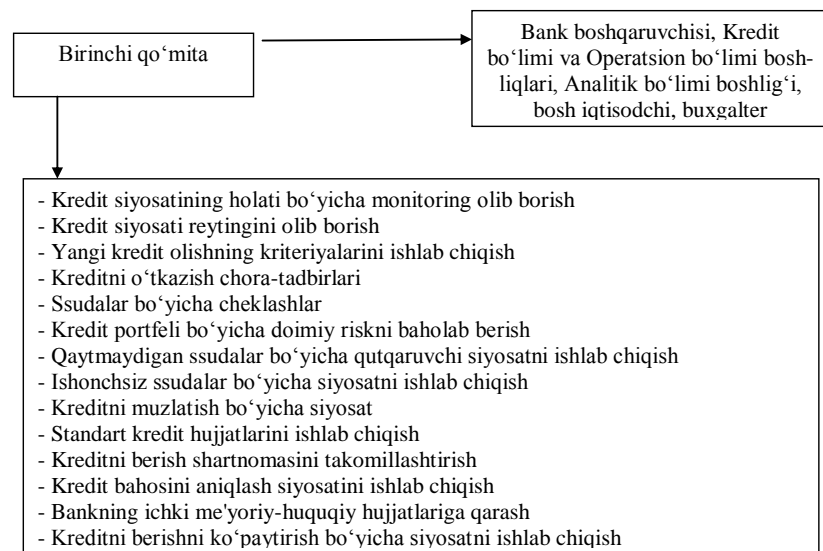 Birinchi qo‘mita
Bank boshqaruvchisi, Kredit
bo‘limi va Operatsion bo‘limi bosh-
liqlari, Analitik bo‘limi boshlig‘i,
bosh iqtisodchi, buxgalter
- Kredit siyosatining holati bo‘yicha monitoring olib borish
- Kredit siyosati reytingini olib borish
- Yangi kredit olishning kriteriyalarini ishlab chiqish
- Kreditni o‘tkazish chora-tadbirlari
- Ssudalar bo‘yicha cheklashlar
- Kredit portfeli bo‘yicha doimiy riskni baholab berish
- Qaytmaydigan ssudalar bo‘yicha qutqaruvchi siyosatni ishlab chiqish
- Ishonchsiz ssudalar bo‘yicha siyosatni ishlab chiqish
- Kreditni muzlatish bo‘yicha siyosat
- Standart kredit hujjatlarini ishlab chiqish
- Kreditni berish shartnomasini takomillashtirish
- Kredit bahosini aniqlash siyosatini ishlab chiqish
- Bankning ichki me'yoriy-huquqiy hujjatlariga qarash
- Kreditni berishni ko‘paytirish bo‘yicha siyosatni ishlab chiqish